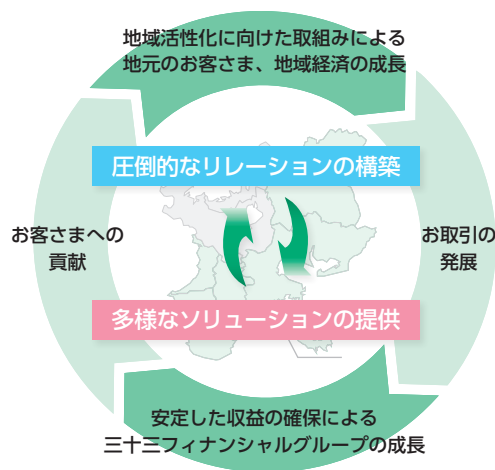 地域活性化に向けた取組みによる
地元のお客さま、地域経済の成長
圧倒的なリレーションの構築
お客さまへの
貢献
お取引の
発展
多様なソリューションの提供
安定した収益の確保による
三十三フィナンシャルグループの成長